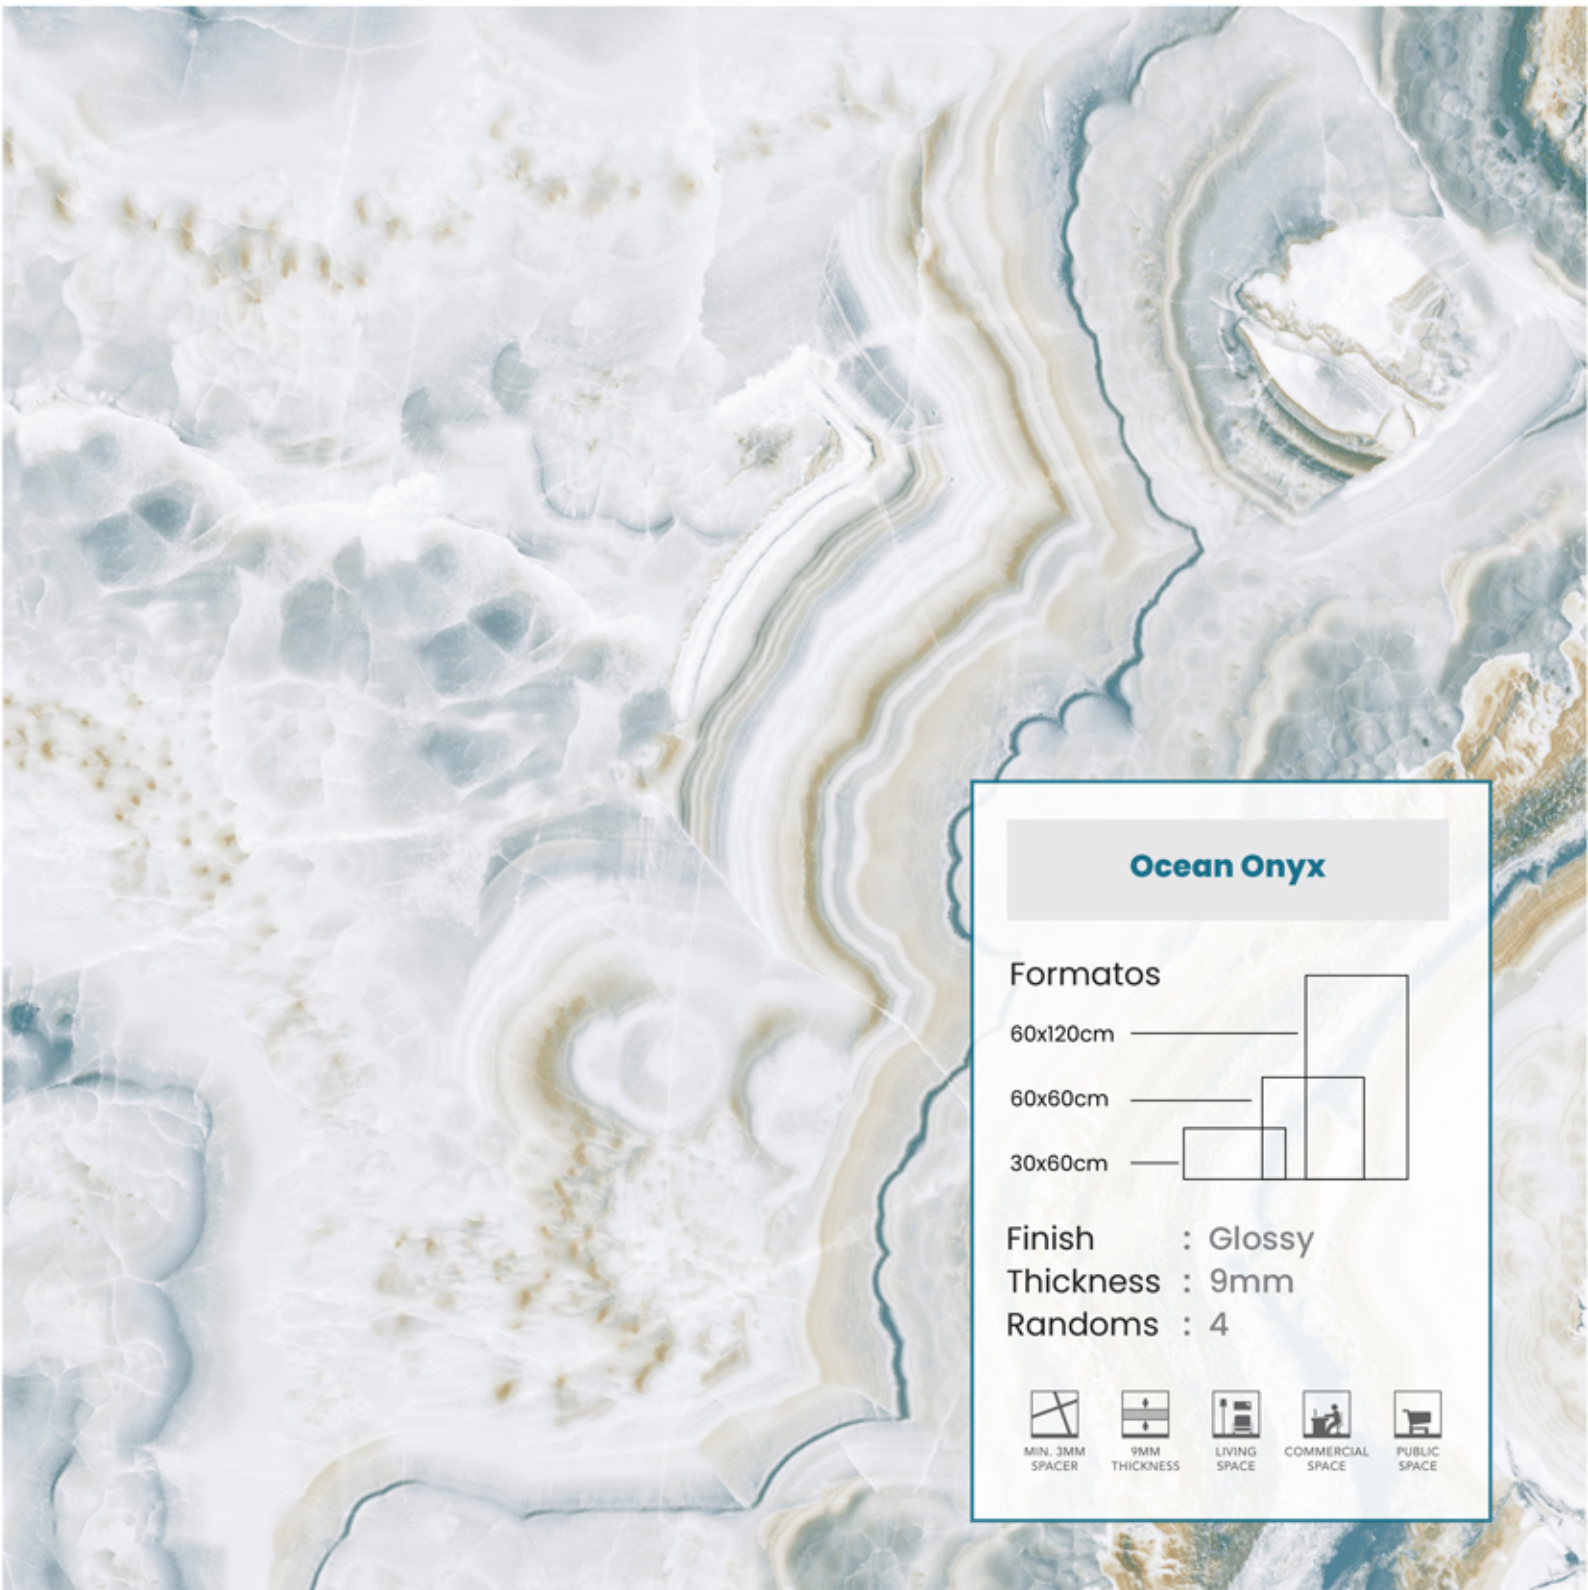 Ocean Onyx
Formatos
60x120cm
60x60cm
30x60cm
Finish : Glossy
Thickness : 9mm
Randoms : 4
MIN. 3MM SPACER
9MM THICKNESS
LIVING SPACE
COMMERCIAL SPACE
PUBLIC SPACE